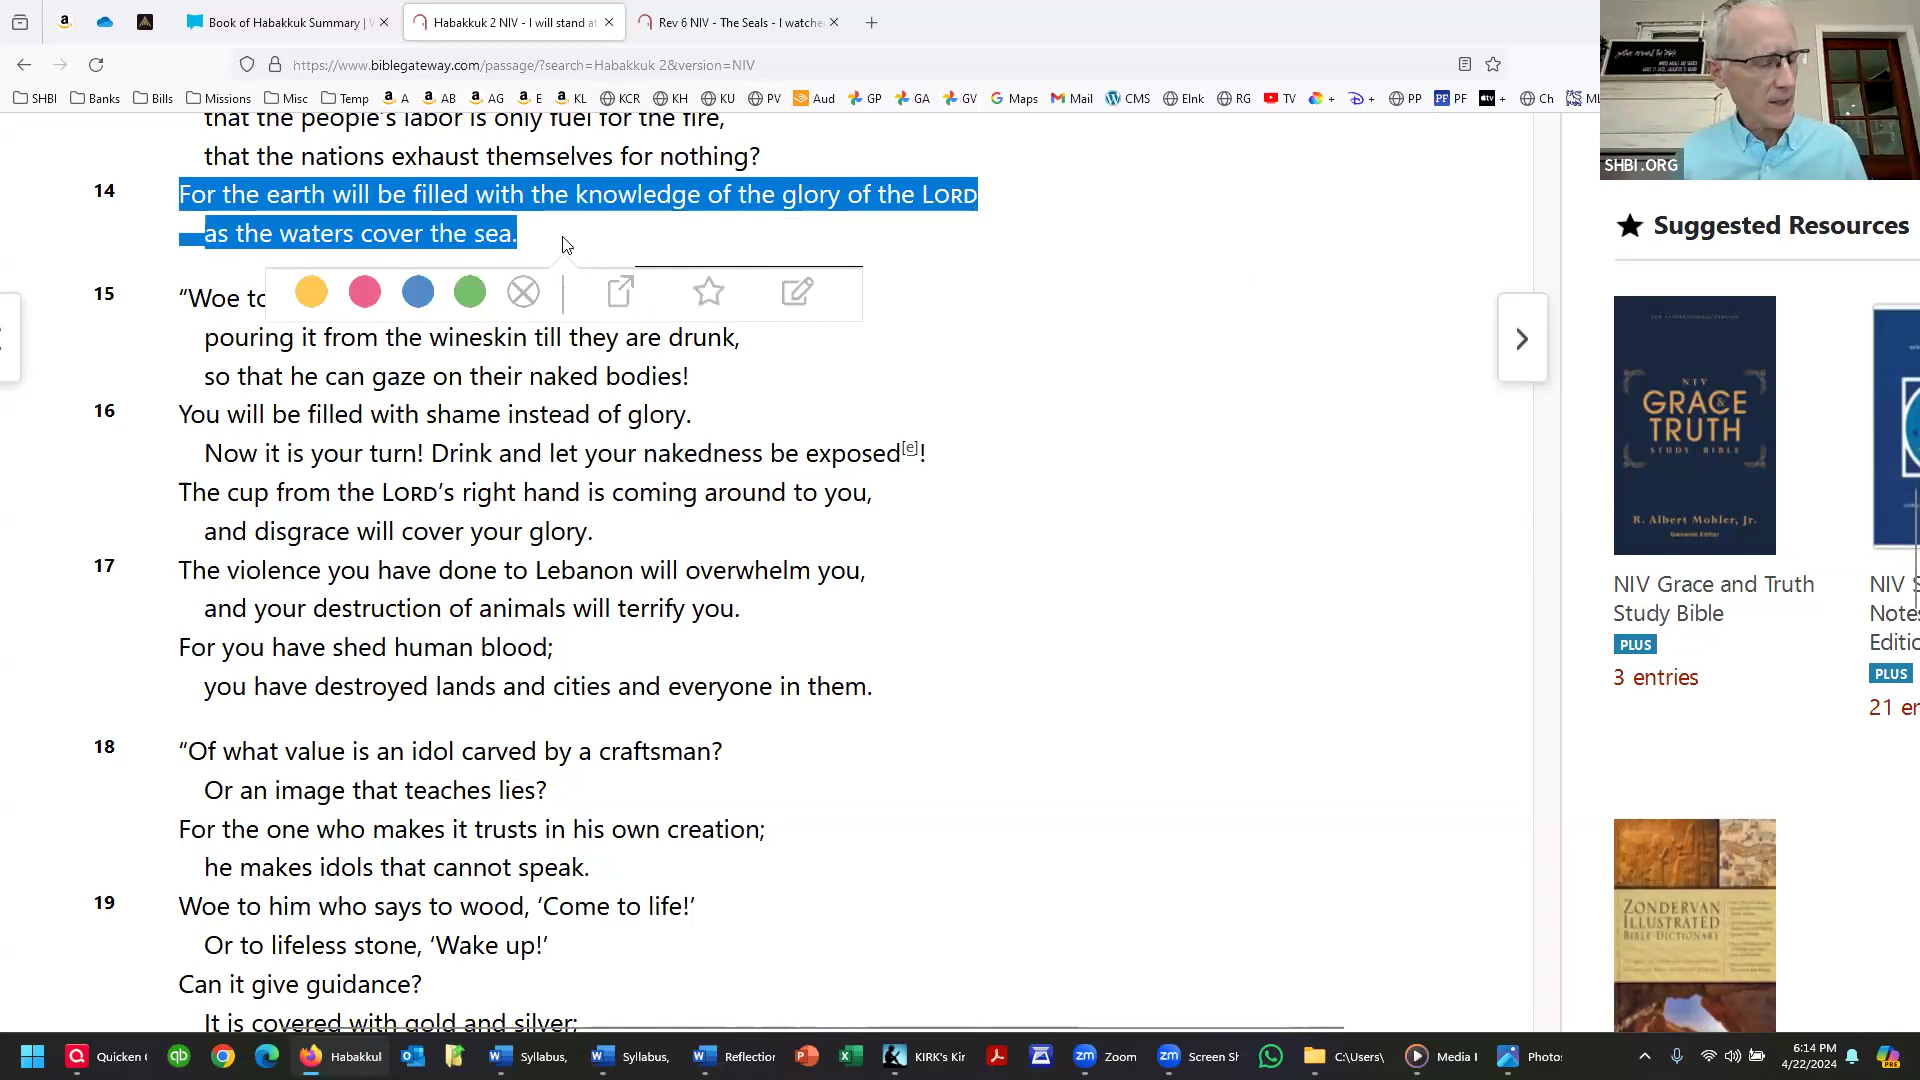 Book of Habakkuk Summary |
Habakkuk 2 NIV - I will stand at
Rev 6 NIV - The Seals - I watche
https://www.biblegateway.com/passage/?search=Habakkuk 2&version=NIV
SHBI Banks Bills Missions Misc Temp A AB AG E KL KCR KH KU PV Aud GP GA GV Maps Mail CMS EInk RG TV + + PP PF + Ch ML
SHBI.ORG
that the people's labor is only fuel for the fire,
that the nations exhaust themselves for nothing?
14 For the earth will be filled with the knowledge of the glory of the LORD
as the waters cover the sea.
15 “Woe to
pouring it from the wineskin till they are drunk,
so that he can gaze on their naked bodies!
16 You will be filled with shame instead of glory.
Now it is your turn! Drink and let your nakedness be exposed[e]!
The cup from the LORD’s right hand is coming around to you,
and disgrace will cover your glory.
17 The violence you have done to Lebanon will overwhelm you,
and your destruction of animals will terrify you.
For you have shed human blood;
you have destroyed lands and cities and everyone in them.
18 “Of what value is an idol carved by a craftsman?
Or an image that teaches lies?
For the one who makes it trusts in his own creation;
he makes idols that cannot speak.
19 Woe to him who says to wood, ‘Come to life!’
Or to lifeless stone, ‘Wake up!’
Can it give guidance?
It is covered with gold and silver;
Suggested Resources
NIV
GRACE
&
TRUTH
STUDY BIBLE
R. Albert Mohler, Jr.
General Editor
NIV Grace and Truth
Study Bible
PLUS
3 entries
NIV S
Notes
Editic
PLUS
21 en
ZONDERVAN
ILLUSTRATED
BIBLE DICTIONARY
Quicken Habakkul Syllabus, Syllabus, Reflection KIRK's Kir Zoom Screen Sh C:\Users\ Media Photos
6:14 PM
4/22/2024